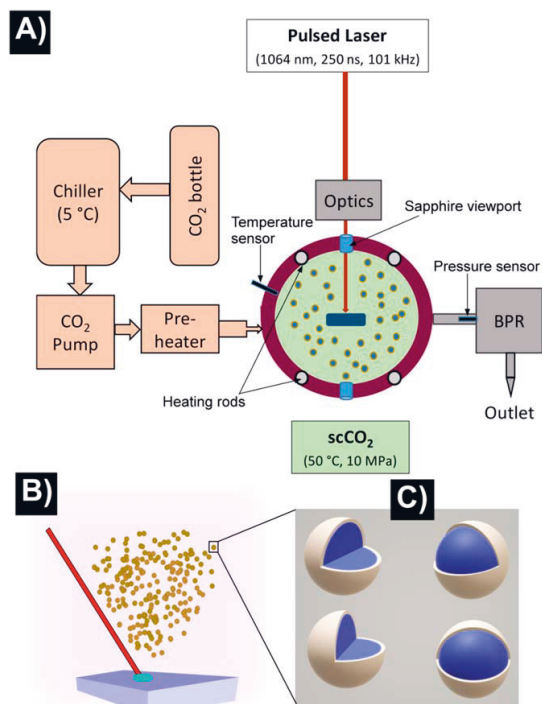 A)
Pulsed Laser
(1064 nm, 250 ns, 101 kHz)
Chiller
(5 °C)
CO₂ bottle
Optics
Sapphire viewport
Temperature
sensor
Pressure sensor
CO₂
Pump
Pre-
heater
BPR
Heating rods
Outlet
scCO₂
(50 °C, 10 MPa)
B)
C)